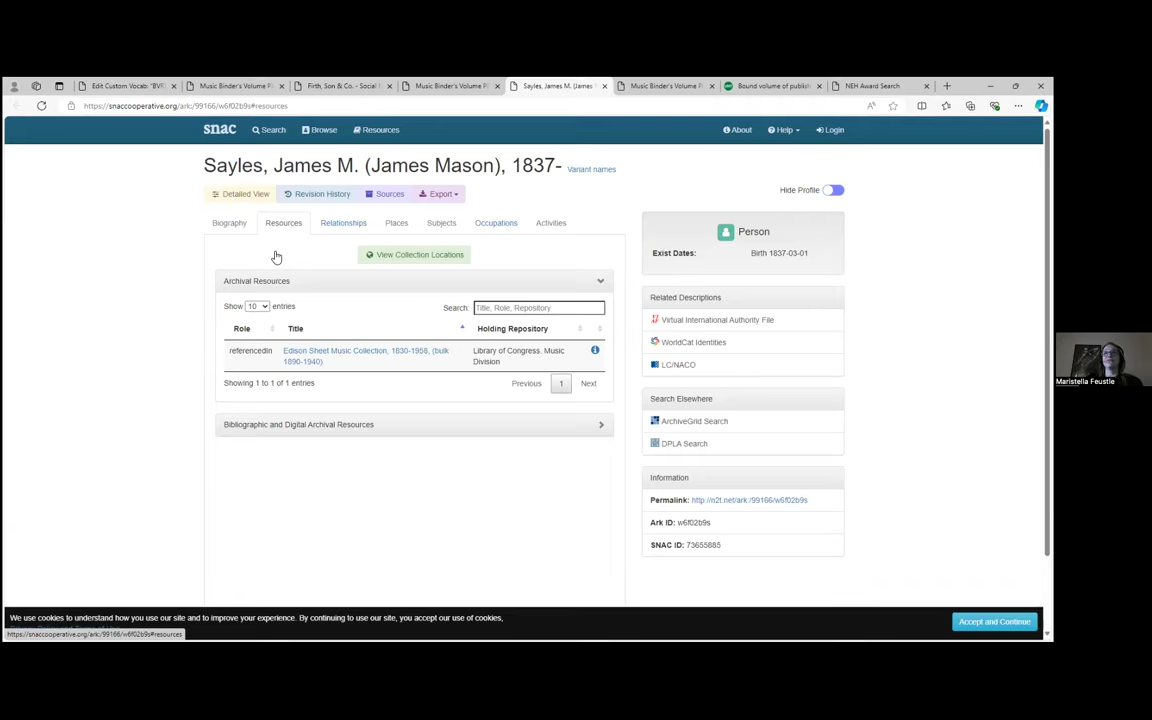 Edit Custom Vocab: "BVR
Music Binder's Volume P
Firth, Son & Co. - Social
Music Binder's Volume P
Sayles, James M. (James M
Music Binder's Volume P
Bound volume of publish
NEH Award Search
https://snaccooperative.org/ark:/99166/w6f02b9s#resources
snac
Search
Browse
Resources
About
Help
Login
Sayles, James M. (James Mason), 1837-
Variant names
Detailed View
Revision History
Sources
Export
Hide Profile
Biography
Resources
Relationships
Places
Subjects
Occupations
Activities
View Collection Locations
Archival Resources
Show 10 entries
Search: Title, Role, Repository
Role
Title
Holding Repository
referencedIn
Edison Sheet Music Collection, 1830-1958, (bulk
1890-1940)
Library of Congress. Music
Division
Showing 1 to 1 of 1 entries
Previous
1
Next
Bibliographic and Digital Archival Resources
Person
Exist Dates:
Birth 1837-03-01
Related Descriptions
Virtual International Authority File
WorldCat Identities
LC/NACO
Search Elsewhere
ArchiveGrid Search
DPLA Search
Information
Permalink: http://n2t.net/ark:/99166/w6f02b9s
Ark ID: w6f02b9s
SNAC ID: 73655885
Maristella Feustle
We use cookies to understand how you use our site and to improve your experience. By continuing to use our site, you accept our use of cookies,
Accept and Continue
https://snaccooperative.org/ark:/99166/w6f02b9s#resources